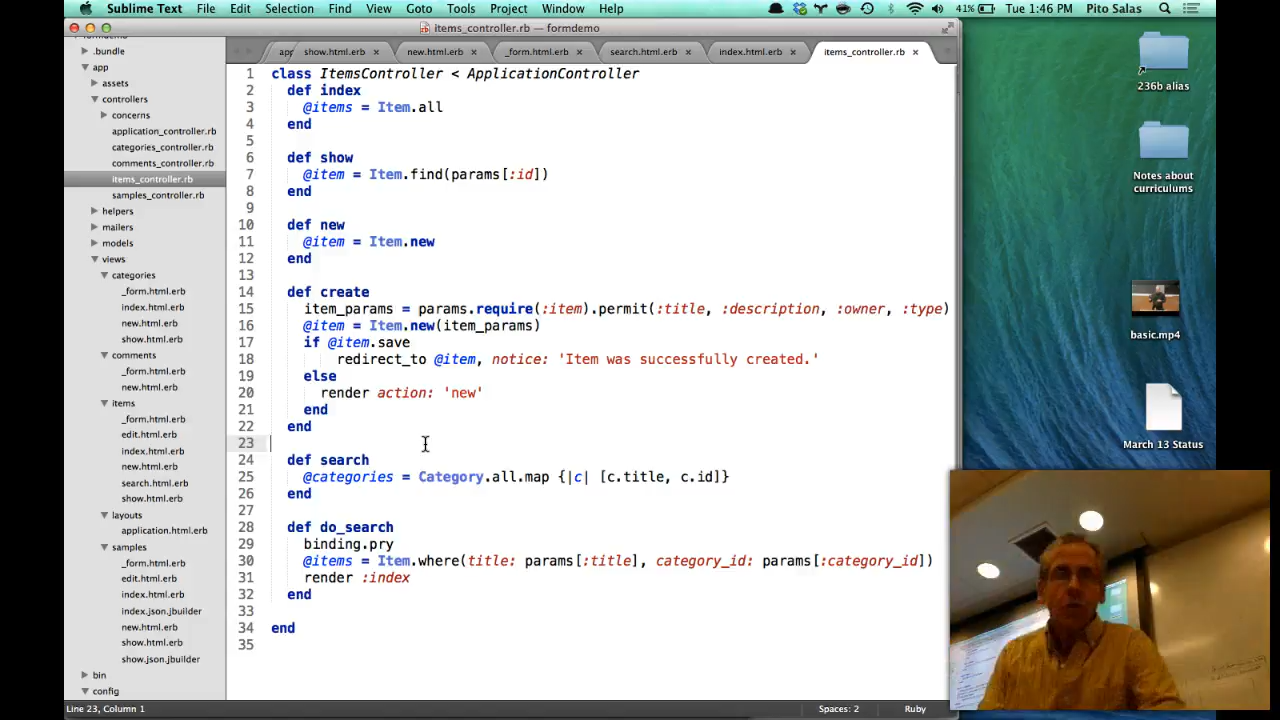 Sublime Text File Edit Selection Find View Goto Tools Project Window Help 41% Tue 1:46 PM Pito Salas
items_controller.rb — formdemo
show.html.erb × new.html.erb × _form.html.erb × search.html.erb × index.html.erb × items_controller.rb ×
.bundle
app
assets
controllers
concerns
application_controller.rb
categories_controller.rb
comments_controller.rb
items_controller.rb
samples_controller.rb
helpers
mailers
models
views
categories
_form.html.erb
index.html.erb
new.html.erb
show.html.erb
comments
_form.html.erb
new.html.erb
items
_form.html.erb
edit.html.erb
index.html.erb
new.html.erb
search.html.erb
show.html.erb
layouts
application.html.erb
samples
_form.html.erb
edit.html.erb
index.html.erb
index.json.jbuilder
new.html.erb
show.html.erb
show.json.jbuilder
bin
config
1 class ItemsController < ApplicationController
2 def index
3 @items = Item.all
4 end
5
6 def show
7 @item = Item.find(params[:id])
8 end
9
10 def new
11 @item = Item.new
12 end
13
14 def create
15 item_params = params.require(:item).permit(:title, :description, :owner, :type)
16 @item = Item.new(item_params)
17 if @item.save
18 redirect_to @item, notice: 'Item was successfully created.'
19 else
20 render action: 'new'
21 end
22 end
23
24 def search
25 @categories = Category.all.map {|c| [c.title, c.id]}
26 end
27
28 def do_search
29 binding.pry
30 @items = Item.where(title: params[:title], category_id: params[:category_id])
31 render :index
32 end
33
34 end
35
236b alias
Notes about
curriculums
basic.mp4
March 13 Status
Line 23, Column 1 Spaces: 2 Ruby